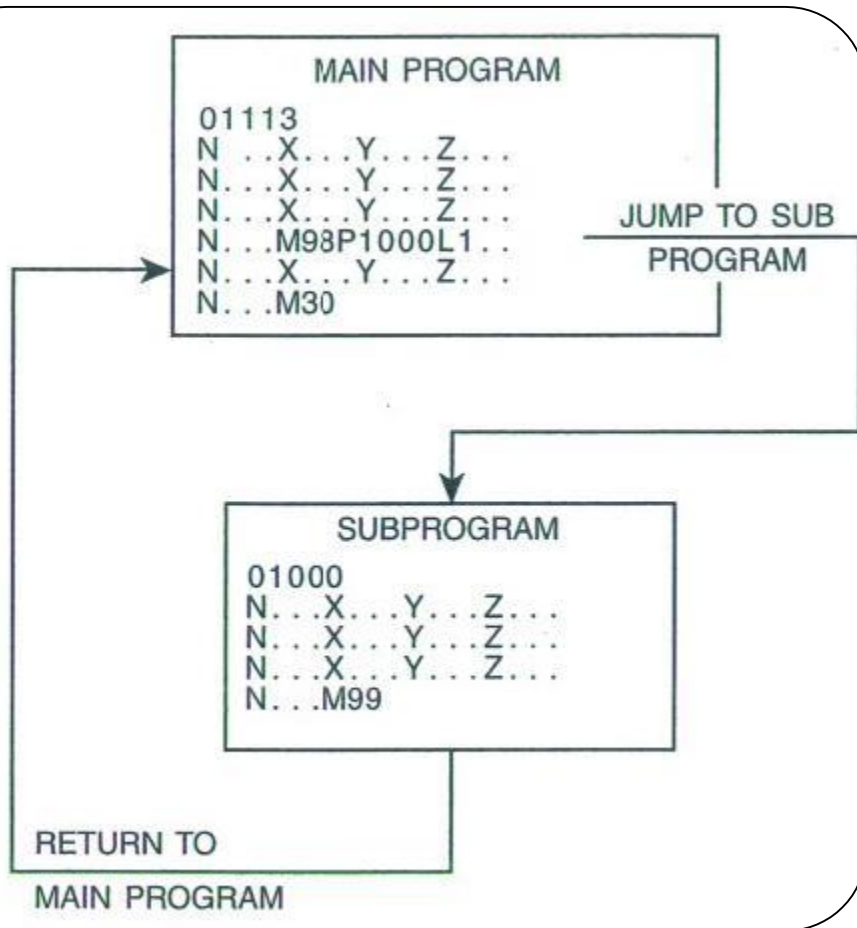 MAIN PROGRAM
01113
N ...X...Y...Z...
N...X...Y...Z...
N...X...Y...Z...
N...M98P1000L1..
N...X...Y...Z...
N...M30
JUMP TO SUB
PROGRAM
SUBPROGRAM
01000
N...X...Y...Z...
N...X...Y...Z...
N...X...Y...Z...
N...M99
RETURN TO
MAIN PROGRAM